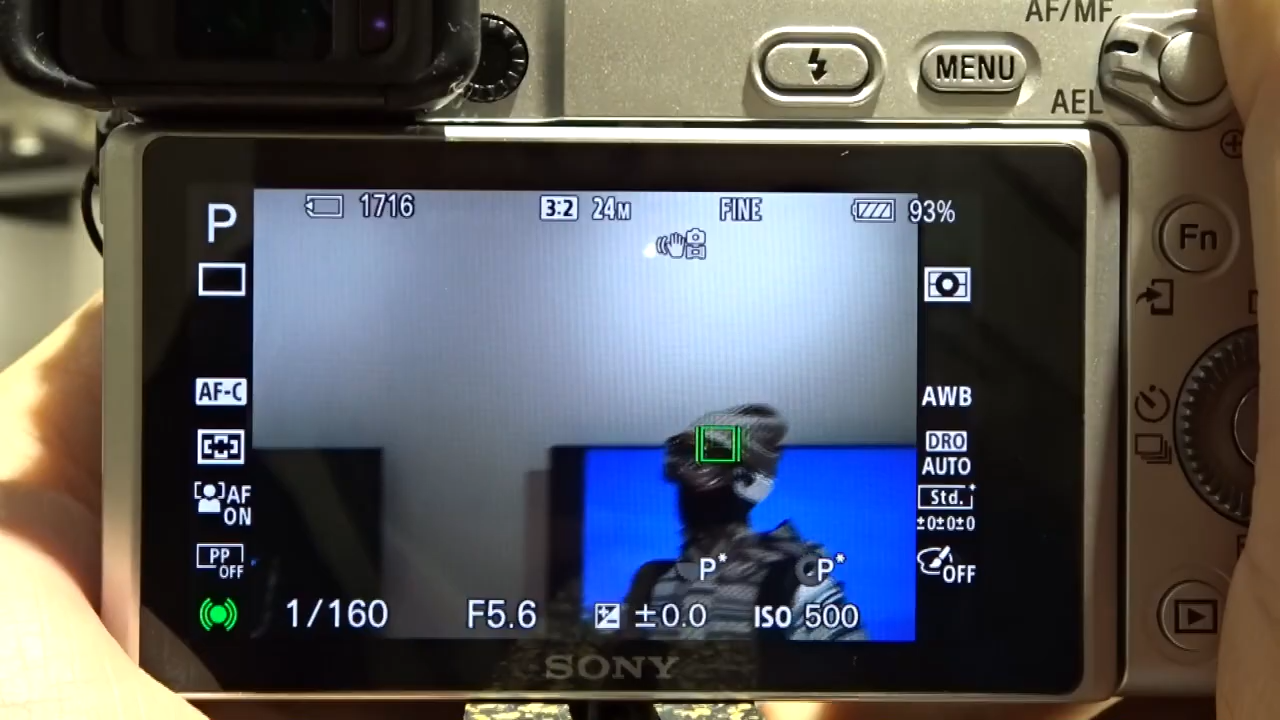 AF/MF
MENU
AEL
P
1716
3:2 24M
FINE
93%
Fn
AF-C
AWB
DRO
AUTO
AF
ON
Std.
±0±0±0
PP
OFF
P*
P*
OFF
1/160
F5.6
±0.0
ISO 500
SONY